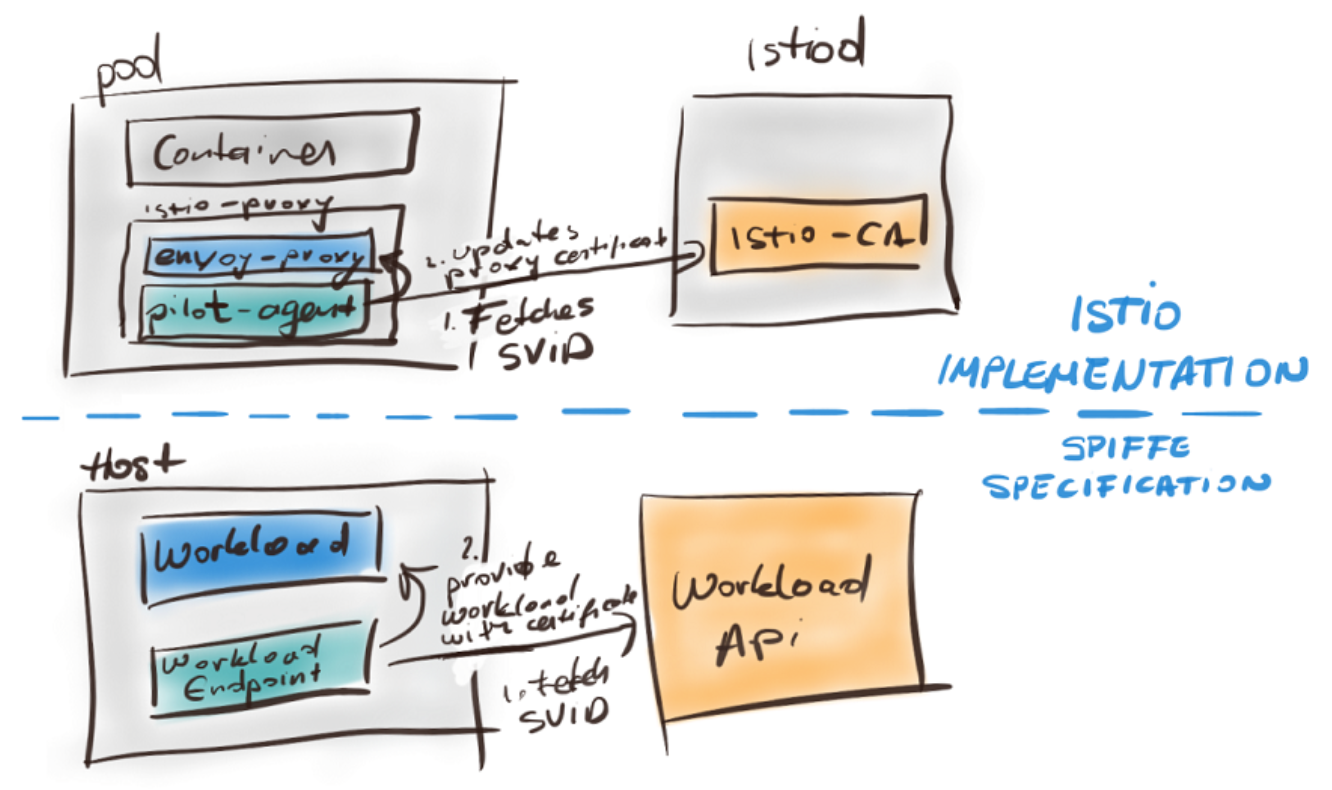 pod
istiod
Container
istio-proxy
envoy-proxy
pilot-agent
2. updates
proxy certificat
1. Fetches
SViD
istio-CA
ISTIO
IMPLEMENTATION
SPIFFE
SPECIFICATION
Host
Workload
Workload
Endpoint
2.
provide
workload
with certificate
1. Fetch
SVID
Workload
Api